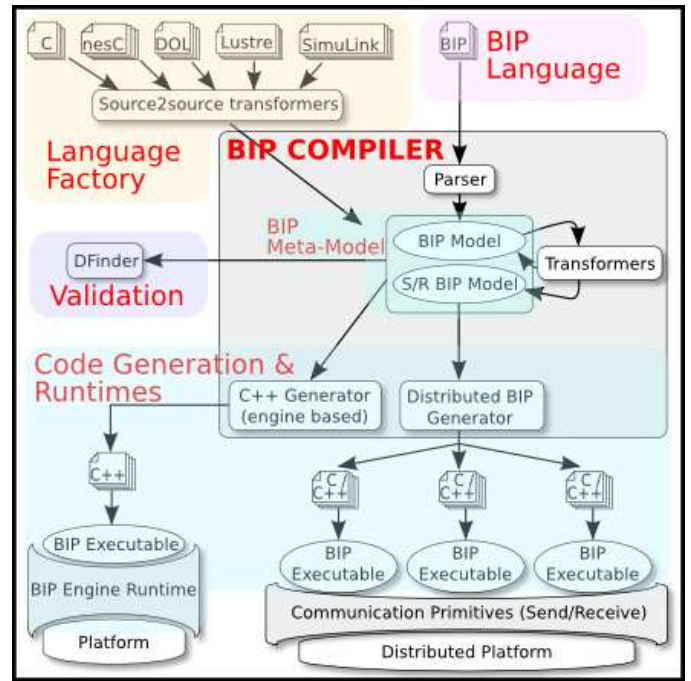 C
nesC
DOL
Lustre
SimuLink
BIP
BIP
Language
Source2source transformers
Language
Factory
BIP COMPILER
Parser
BIP
Meta-Model
BIP Model
Transformers
S/R BIP Model
DFinder
Validation
Code Generation &
Runtimes
C++ Generator
(engine based)
Distributed BIP
Generator
C++
C/
C++
C/
C++
C/
C++
BIP Executable
BIP Engine Runtime
Platform
BIP
Executable
BIP
Executable
BIP
Executable
Communication Primitives (Send/Receive)
Distributed Platform